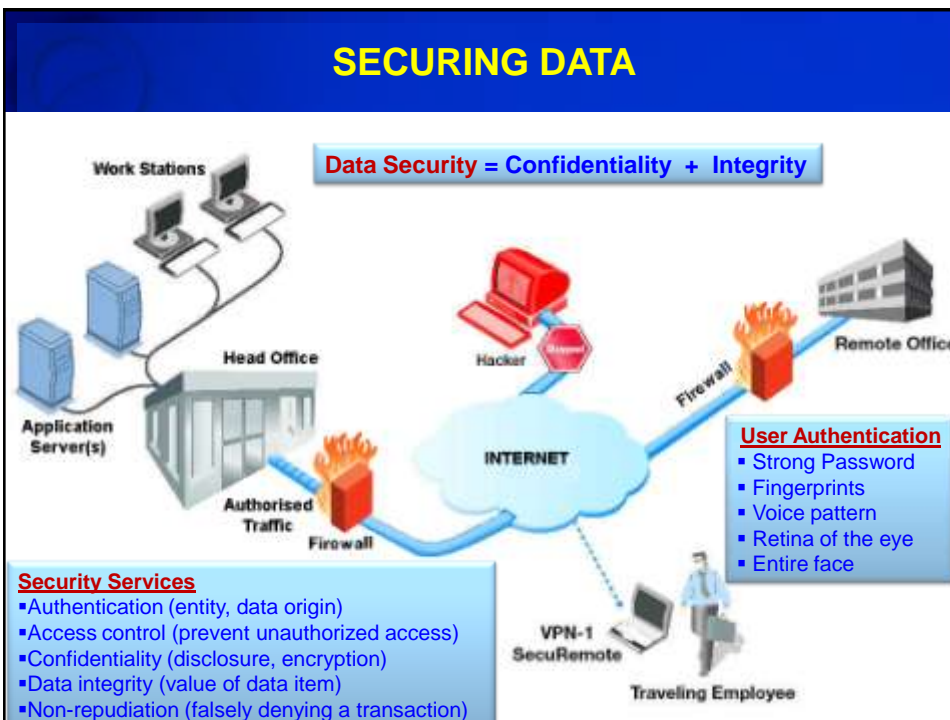 SECURING DATA
Data Security = Confidentiality + Integrity
Work Stations
Head Office
Application
Server(s)
Hacker
Stopped
Remote Office
Firewall
INTERNET
Authorised
Traffic
Firewall
User Authentication
▪ Strong Password
▪ Fingerprints
▪ Voice pattern
▪ Retina of the eye
▪ Entire face
Security Services
▪Authentication (entity, data origin)
▪Access control (prevent unauthorized access)
▪Confidentiality (disclosure, encryption)
▪Data integrity (value of data item)
▪Non-repudiation (falsely denying a transaction)
VPN-1
SecuRemote
Traveling Employee